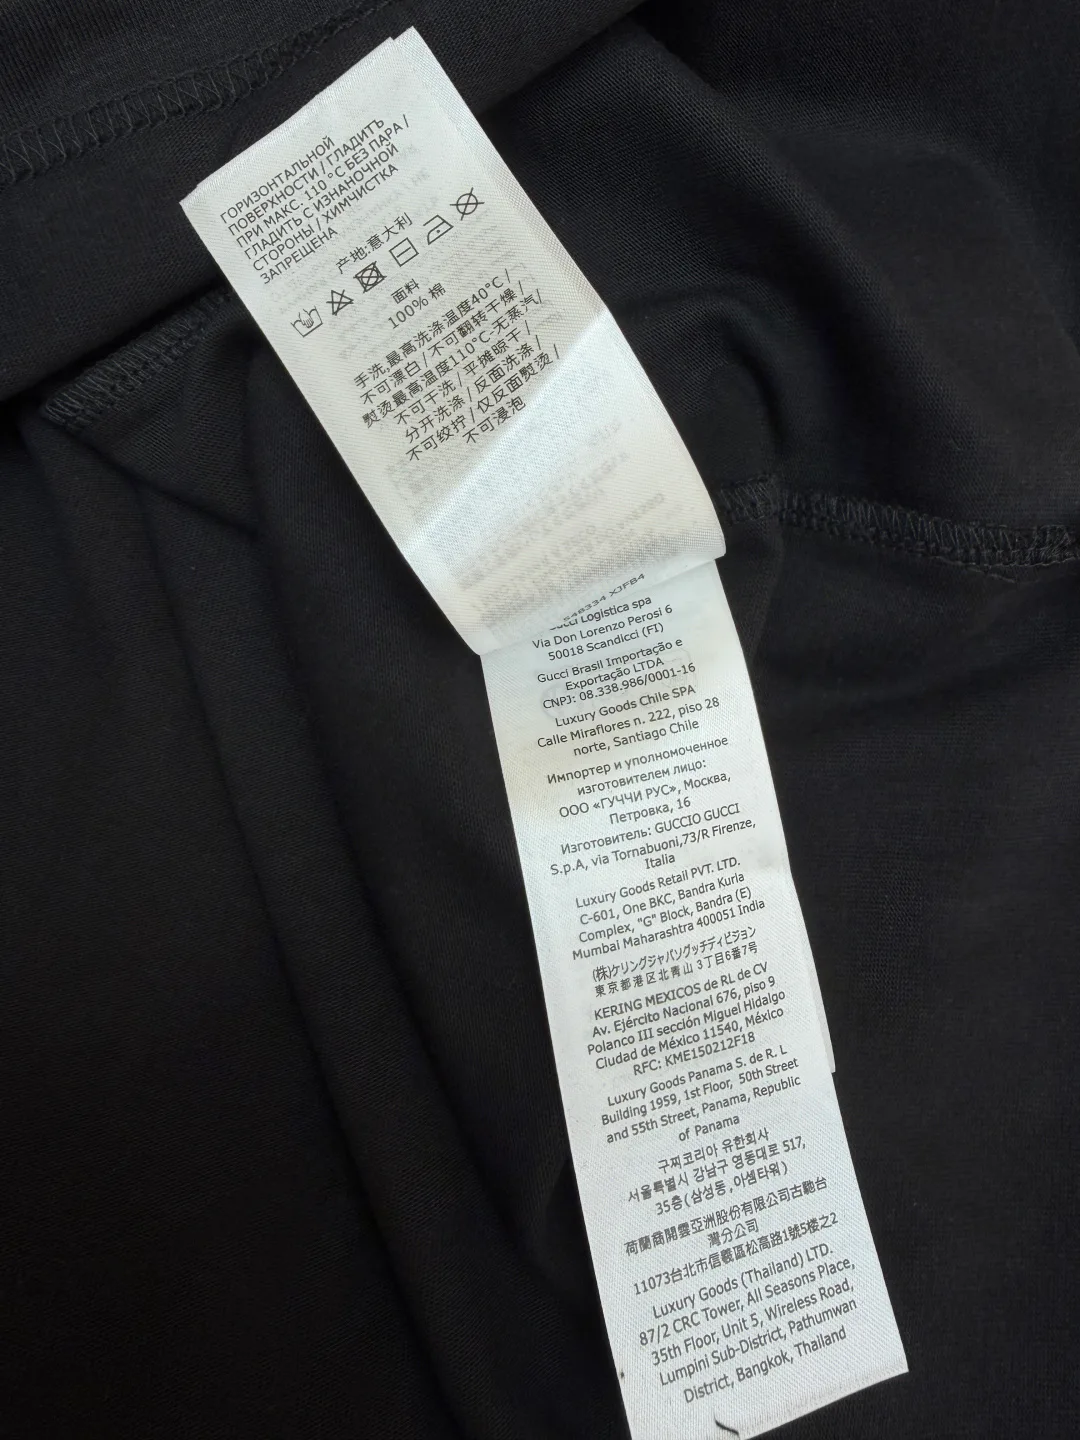 ГОРИЗОНТАЛЬНОЙ
ПОВЕРХНОСТИ / ГЛАДИТЬ
ПРИ МАКС. 110 °C БЕЗ ПАРА /
ГЛАДИТЬ С ИЗНАНОЧНОЙ
СТОРОНЫ / ХИМЧИСТКА
ЗАПРЕЩЕНА
产地:意大利
面料
100% 棉
手洗,最高洗涤温度40°C /
不可漂白 / 不可翻转干燥 /
熨烫最高温度110°C-无蒸汽/
不可干洗 / 平摊晾干 /
分开洗涤 / 反面洗涤 /
不可绞拧 / 仅反面熨烫 /
不可浸泡
648334 XJFB4
Gucci Logistica spa
Via Don Lorenzo Perosi 6
50018 Scandicci (FI)
Gucci Brasil Importação e
Exportação LTDA
CNPJ: 08.338.986/0001-16
Luxury Goods Chile SPA
Calle Miraflores n. 222, piso 28
norte, Santiago Chile
Импортер и уполномоченное
изготовителем лицо:
ООО «ГУЧЧИ РУС», Москва,
Петровка, 16
Изготовитель: GUCCIO GUCCI
S.p.A, via Tornabuoni,73/R Firenze,
Italia
Luxury Goods Retail PVT. LTD.
C-601, One BKC, Bandra Kurla
Complex, "G" Block, Bandra (E)
Mumbai Maharashtra 400051 India
(株)ケリングジャパングッチディビジョン
東京都港区北青山3丁目6番7号
KERING MEXICOS de RL de CV
Av. Ejército Nacional 676, piso 9
Polanco III sección Miguel Hidalgo
Ciudad de México 11540, México
RFC: KME150212F18
Luxury Goods Panama S. de R. L
Building 1959, 1st Floor, 50th Street
and 55th Street, Panama, Republic
of Panama
구찌코리아 유한회사
서울특별시 강남구 영동대로 517,
35층(삼성동,아셈타워)
荷蘭商開雲亞洲股份有限公司古馳台
灣分公司
11073台北市信義區松高路1號5楼之2
Luxury Goods (Thailand) LTD.
87/2 CRC Tower, All Seasons Place,
35th Floor, Unit 5, Wireless Road,
Lumpini Sub-District, Pathumwan
District, Bangkok, Thailand